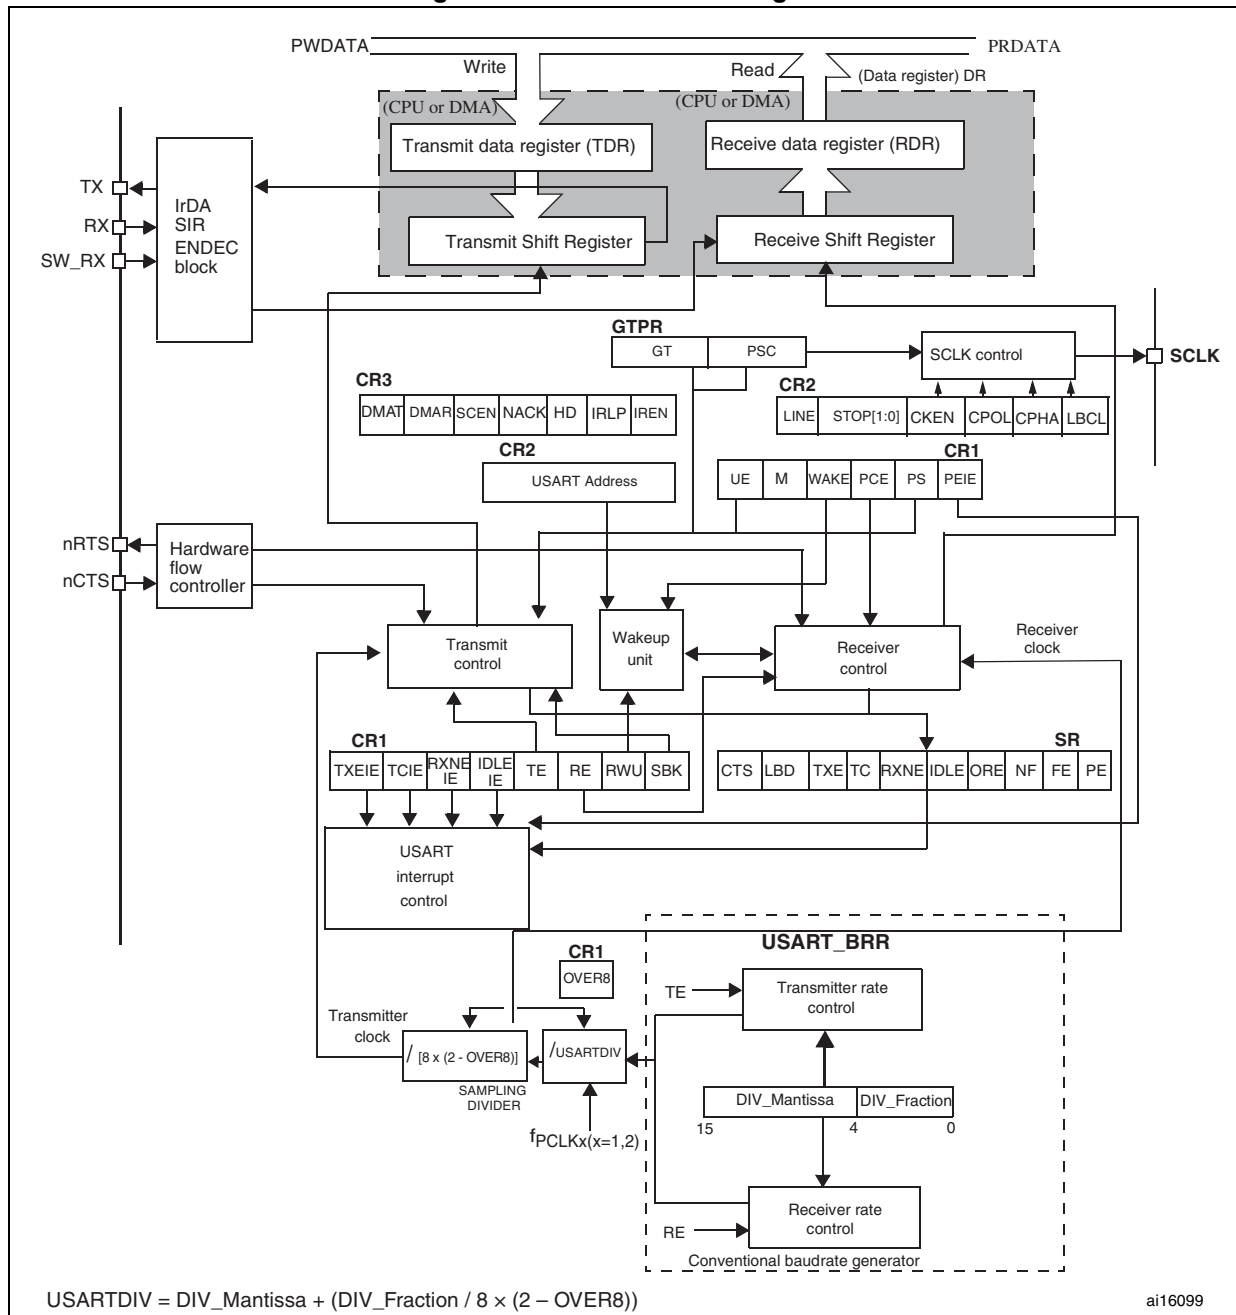 PWDATA
PRDATA
Write
Read
(Data register) DR
(CPU or DMA)
(CPU or DMA)
Transmit data register (TDR)
Receive data register (RDR)
TX
RX
SW_RX
IrDA
SIR
ENDEC
block
Transmit Shift Register
Receive Shift Register
GTPR
GT
PSC
SCLK control
SCLK
CR3
DMAT
DMAR
SCEN
NACK
HD
IRLP
IREN
CR2
LINE
STOP[1:0]
CKEN
CPOL
CPHA
LBCL
CR2
USART Address
CR1
UE
M
WAKE
PCE
PS
PEIE
nRTS
nCTS
Hardware
flow
controller
Transmit
control
Wakeup
unit
Receiver
control
Receiver
clock
CR1
TXEIE
TCIE
RXNE
IE
IDLE
IE
TE
RE
RWU
SBK
SR
CTS
LBD
TXE
TC
RXNE
IDLE
ORE
NF
FE
PE
USART
interrupt
control
CR1
OVER8
USART_BRR
TE
Transmitter rate
control
Transmitter
clock
/ [8 x (2 - OVER8)]
/USARTDIV
SAMPLING
DIVIDER
fPCLKx(x=1,2)
DIV_Mantissa
DIV_Fraction
15
4
0
Receiver rate
control
RE
Conventional baudrate generator
USARTDIV = DIV_Mantissa + (DIV_Fraction / 8 × (2 – OVER8))
ai16099